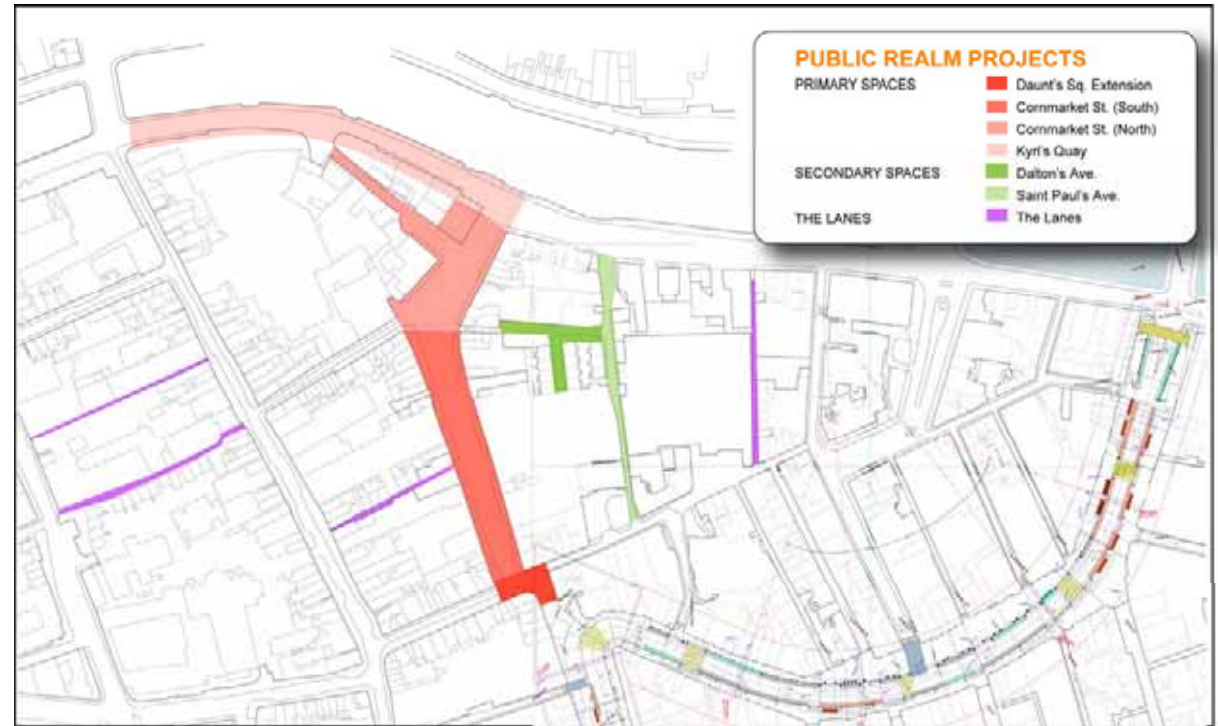 PUBLIC REALM PROJECTS
PRIMARY SPACES
Daunt's Sq. Extension
Cornmarket St. (South)
Cornmarket St. (North)
Kyrl's Quay
SECONDARY SPACES
Dalton's Ave.
Saint Paul's Ave.
THE LANES
The Lanes